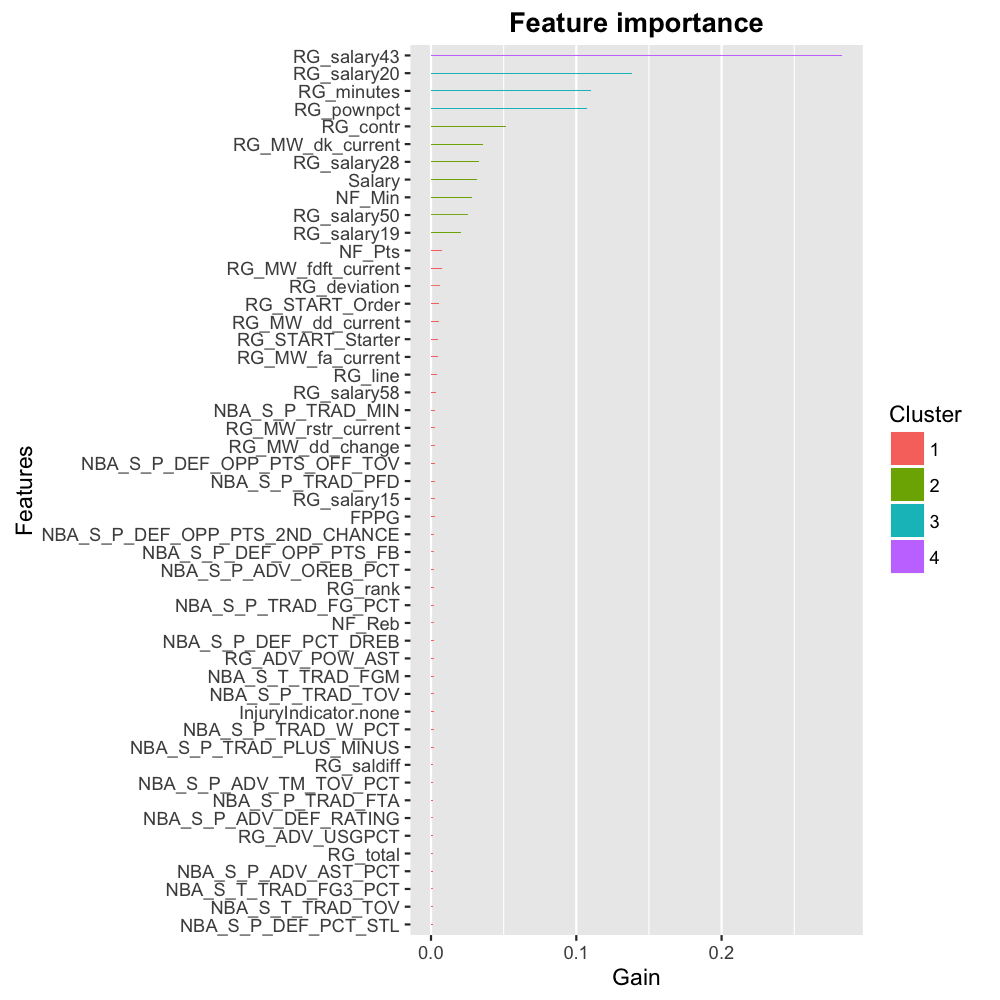 Feature importance
RG_salary43
RG_salary20
RG_minutes
RG_pownpct
RG_contr
RG_MW_dk_current
RG_salary28
Salary
NF_Min
RG_salary50
RG_salary19
NF_Pts
RG_MW_fdft_current
RG_deviation
RG_START_Order
RG_MW_dd_current
RG_START_Starter
RG_MW_fa_current
RG_line
RG_salary58
NBA_S_P_TRAD_MIN
RG_MW_rstr_current
RG_MW_dd_change
NBA_S_P_DEF_OPP_PTS_OFF_TOV
NBA_S_P_TRAD_PFD
RG_salary15
FPPG
NBA_S_P_DEF_OPP_PTS_2ND_CHANCE
NBA_S_P_DEF_OPP_PTS_FB
NBA_S_P_ADV_OREB_PCT
RG_rank
NBA_S_P_TRAD_FG_PCT
NF_Reb
NBA_S_P_DEF_PCT_DREB
RG_ADV_POW_AST
NBA_S_T_TRAD_FGM
NBA_S_P_TRAD_TOV
InjuryIndicator.none
NBA_S_P_TRAD_W_PCT
NBA_S_P_TRAD_PLUS_MINUS
RG_saldiff
NBA_S_P_ADV_TM_TOV_PCT
NBA_S_P_TRAD_FTA
NBA_S_P_ADV_DEF_RATING
RG_ADV_USGPCT
RG_total
NBA_S_P_ADV_AST_PCT
NBA_S_T_TRAD_FG3_PCT
NBA_S_T_TRAD_TOV
NBA_S_P_DEF_PCT_STL
Features
0.0 0.1 0.2
Gain
Cluster
1
2
3
4